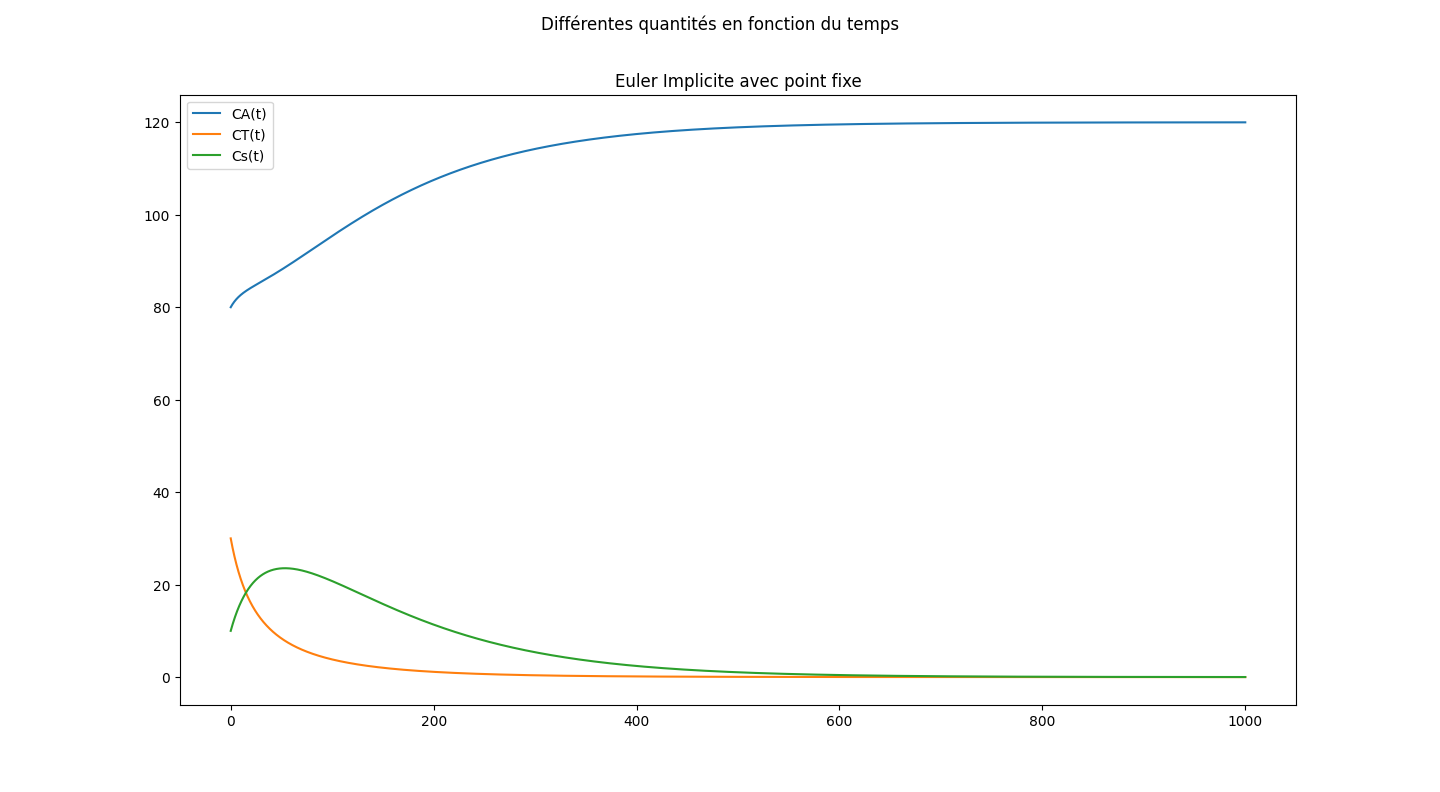 Différentes quantités en fonction du temps
Euler Implicite avec point fixe
CA(t)
CT(t)
Cs(t)
120
100
80
60
40
20
0
0 200 400 600 800 1000